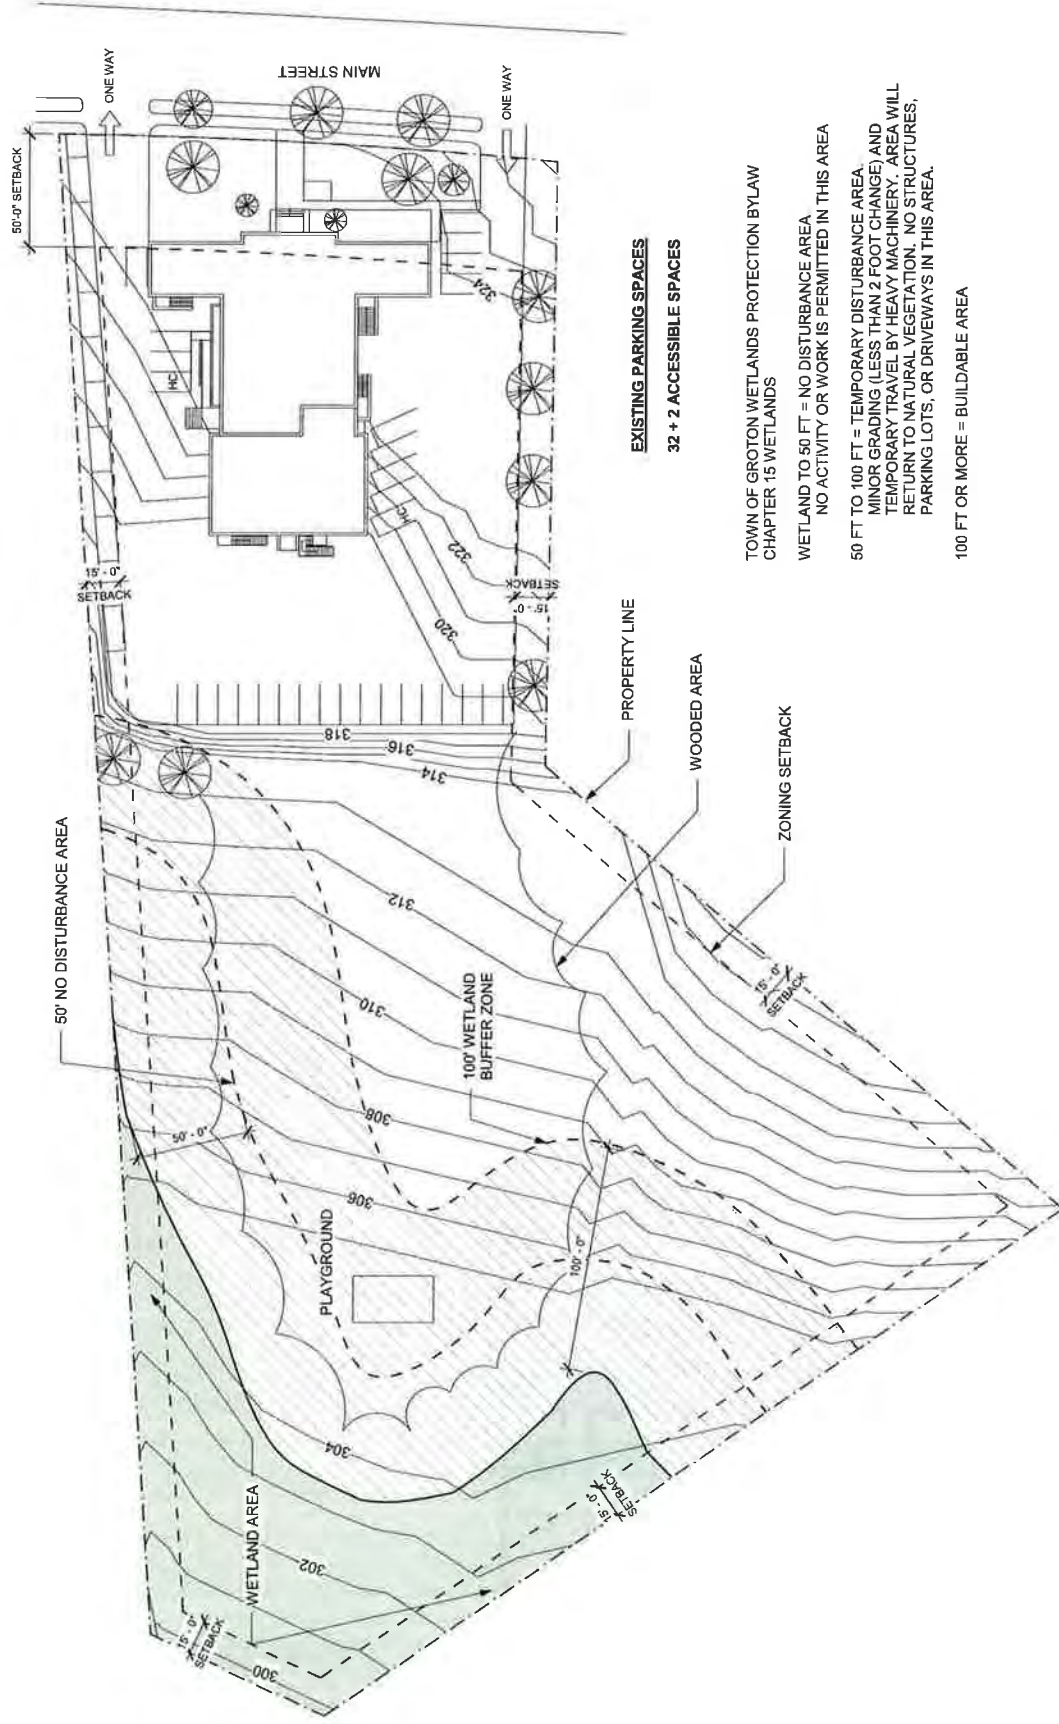 50'-0" SETBACK
ONE WAY
MAIN STREET
ONE WAY
HC
324
EXISTING PARKING SPACES
32 + 2 ACCESSIBLE SPACES
TOWN OF GROTON WETLANDS PROTECTION BYLAW
CHAPTER 15 WETLANDS
WETLAND TO 50 FT = NO DISTURBANCE AREA
NO ACTIVITY OR WORK IS PERMITTED IN THIS AREA
50 FT TO 100 FT = TEMPORARY DISTURBANCE AREA.
MINOR GRADING (LESS THAN 2 FOOT CHANGE) AND
TEMPORARY TRAVEL BY HEAVY MACHINERY. AREA WILL
RETURN TO NATURAL VEGETATION. NO STRUCTURES,
PARKING LOTS, OR DRIVEWAYS IN THIS AREA.
100 FT OR MORE = BUILDABLE AREA
HC
322
320
15' - 0"
SETBACK
15' - 0"
SETBACK
318
316
314
PROPERTY LINE
WOODED AREA
ZONING SETBACK
50' NO DISTURBANCE AREA
312
310
100' WETLAND
BUFFER ZONE
15' - 0"
SETBACK
308
50' - 0"
306
PLAYGROUND
100' - 0"
304
WETLAND AREA
302
15' - 0"
SETBACK
15' - 0"
SETBACK
300